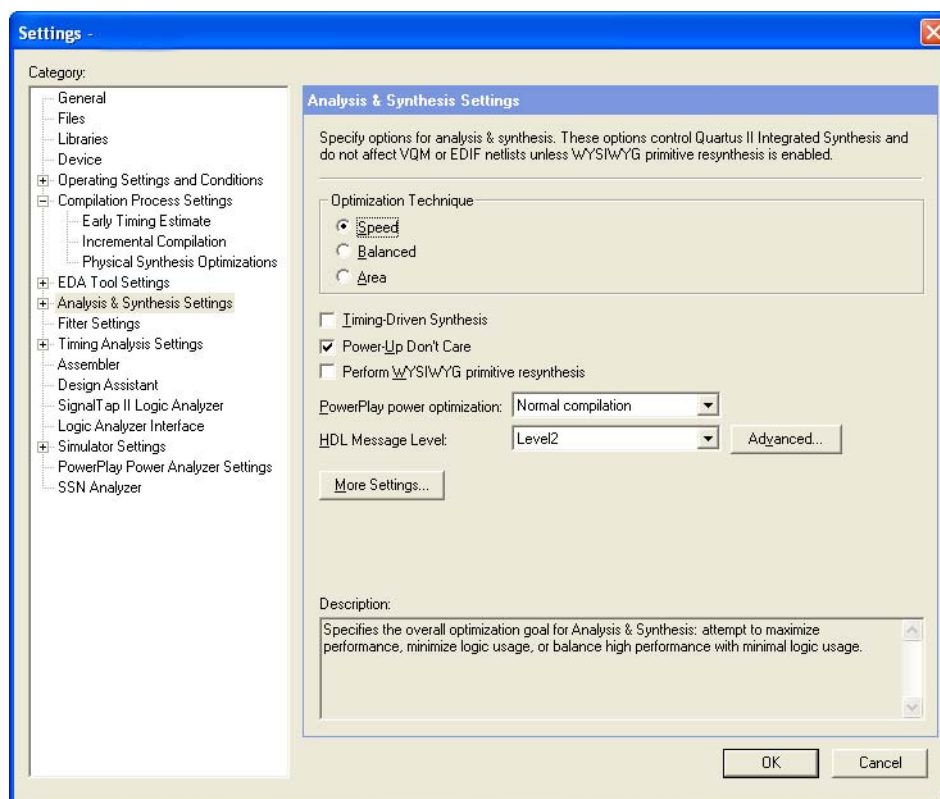 Settings -
Category:
General
Files
Libraries
Device
Operating Settings and Conditions
Compilation Process Settings
Early Timing Estimate
Incremental Compilation
Physical Synthesis Optimizations
EDA Tool Settings
Analysis & Synthesis Settings
Fitter Settings
Timing Analysis Settings
Assembler
Design Assistant
SignalTap II Logic Analyzer
Logic Analyzer Interface
Simulator Settings
PowerPlay Power Analyzer Settings
SSN Analyzer
Analysis & Synthesis Settings
Specify options for analysis & synthesis. These options control Quartus II Integrated Synthesis and
do not affect VQM or EDIF netlists unless WYSIWYG primitive resynthesis is enabled.
Optimization Technique
Speed
Balanced
Area
Timing-Driven Synthesis
Power-Up Don't Care
Perform WYSIWYG primitive resynthesis
PowerPlay power optimization: Normal compilation
HDL Message Level: Level2 Advanced...
More Settings...
Description:
Specifies the overall optimization goal for Analysis & Synthesis: attempt to maximize
performance, minimize logic usage, or balance high performance with minimal logic usage.
OK Cancel